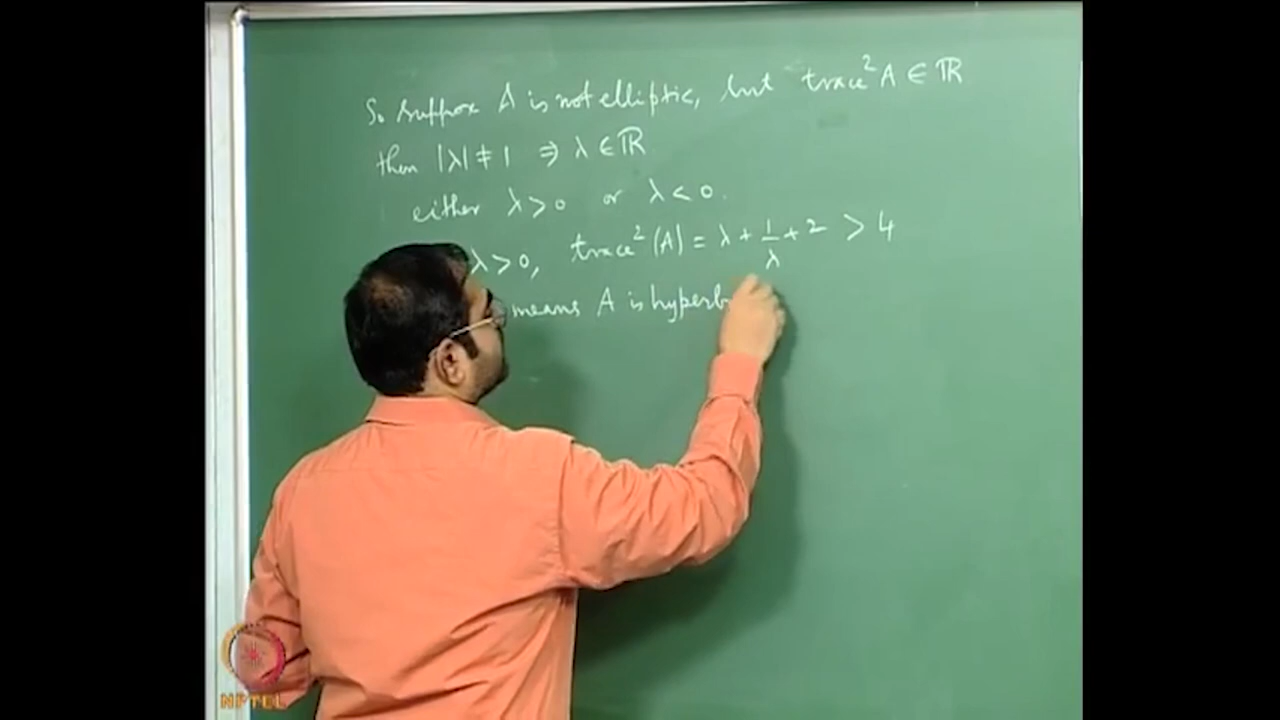 So suppose A is not elliptic, but trace² A ∈ ℝ
then |λ| ≠ 1 ⇒ λ ∈ ℝ
either λ > 0 or λ < 0.
λ > 0, trace² (A) = λ + 1/λ + 2 > 4
means A is hyperb
NPTEL